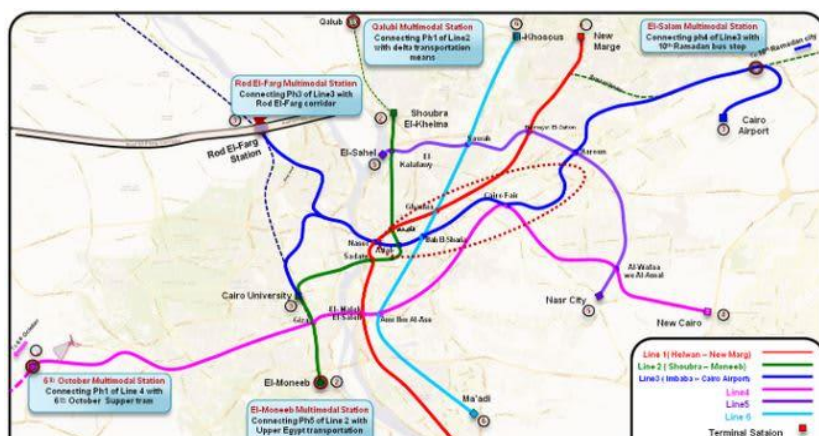 Qalub
Qalubi Multimodal Station
Connecting Ph1 of Line2
with delta transportation
means
-Khosous
New
Marge
El-Salam Multimodal Station
Connecting ph4 of Line3 with
10th Ramadan bus stop
10th Ramadan city
Rod El-Farg Multimodal Station
Connecting Ph3 of Line3 with
Rod El-Farg corridor
Rod El-Farg
Station
Shoubra
El-Kheima
Cairo
Airport
El-Sahel
Cairo Fair
Naser
Sadat
Bab El-Sharia
Cairo University
Giza
El-Malek
El-Saleh
Amr Ibn Al-Ass
Al-Wafaa
we Al-Amal
Nasr City
New Cairo
6th October Multimodal Station
Connecting Ph1 of Line 4 with
6th October Supper tram
El-Moneeb
El-Moneeb Multimodal Station
Connecting Ph5 of Line 2 with
Upper Egypt transportation
Ma'adi
Line 1( Helwan – New Marg)
Line 2 ( Shoubra – Moneeb)
Line3 ( Imbaba – Cairo Airport)
Line4
Line5
Line 6
Terminal Sataion